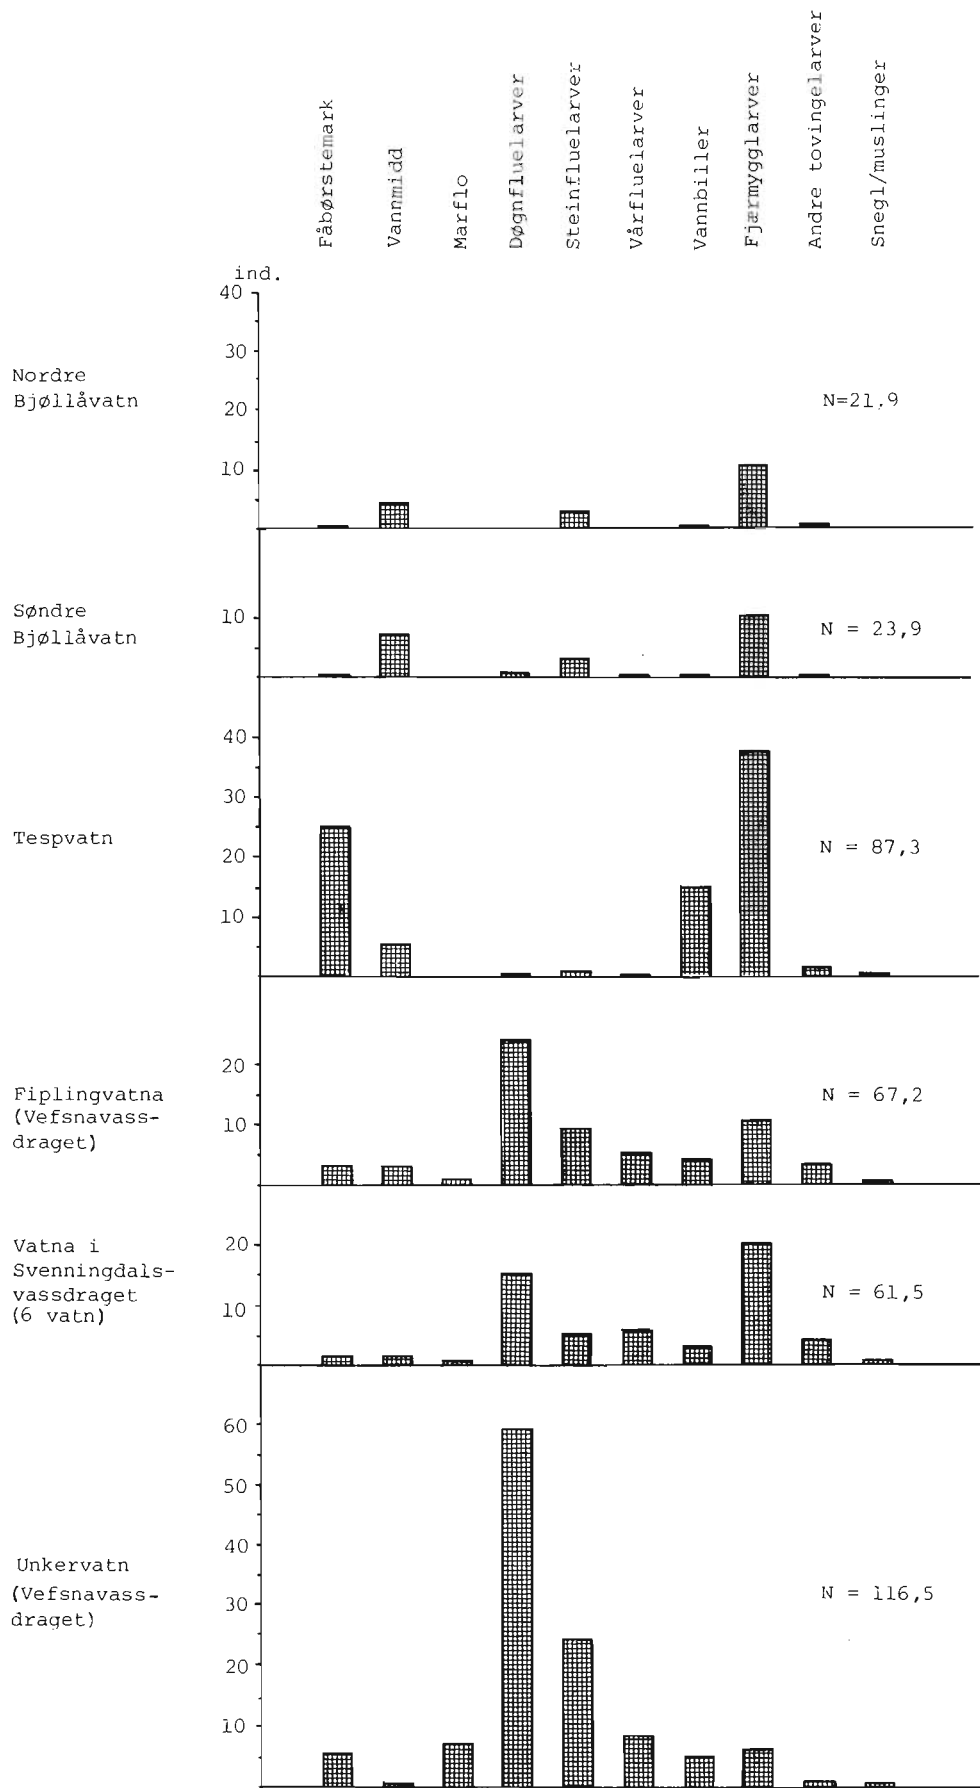 Fåbørstemark
Vannmidd
Marflo
Døgnfluelarver
Steinfluelarver
Vårfluelarver
Vannbiller
Fjærmygglarver
Andre tovingelarver
Snegl/muslinger
ind.
40
30
20
10
Nordre
Bjøllåvatn
N=21,9
10
Søndre
Bjøllåvatn
N = 23,9
40
30
20
10
Tespvatn
N = 87,3
20
10
Fiplingvatna
(Vefsnavass-
draget)
N = 67,2
20
10
Vatna i
Svenningdals-
vassdraget
(6 vatn)
N = 61,5
60
50
40
30
20
10
Unkervatn
(Vefsnavass-
draget)
N = 116,5